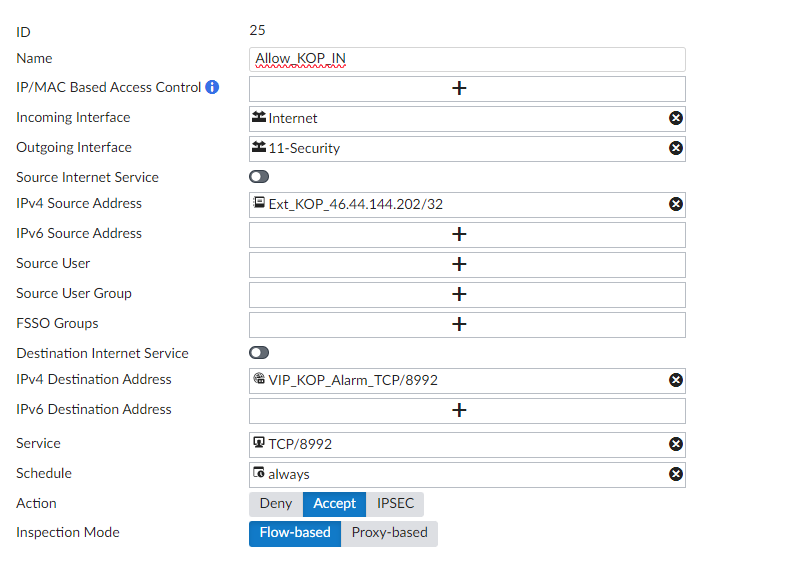 ID 25
Name Allow_KOP_IN
IP/MAC Based Access Control
Incoming Interface Internet
Outgoing Interface 11-Security
Source Internet Service
IPv4 Source Address Ext_KOP_46.44.144.202/32
IPv6 Source Address
Source User
Source User Group
FSSO Groups
Destination Internet Service
IPv4 Destination Address VIP_KOP_Alarm_TCP/8992
IPv6 Destination Address
Service TCP/8992
Schedule always
Action Deny Accept IPSEC
Inspection Mode Flow-based Proxy-based